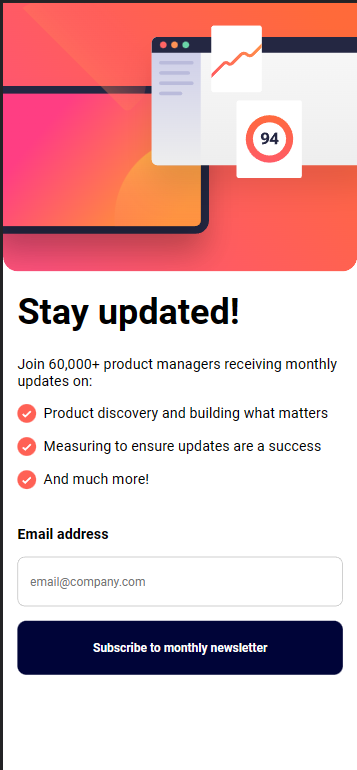 94
Stay updated!
Join 60,000+ product managers receiving monthly
updates on:
Product discovery and building what matters
Measuring to ensure updates are a success
And much more!
Email address
email@company.com
Subscribe to monthly newsletter